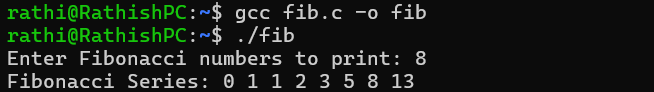 rathi@RathishPC:~$ gcc fib.c -o fib
rathi@RathishPC:~$ ./fib
Enter Fibonacci numbers to print: 8
Fibonacci Series: 0 1 1 2 3 5 8 13